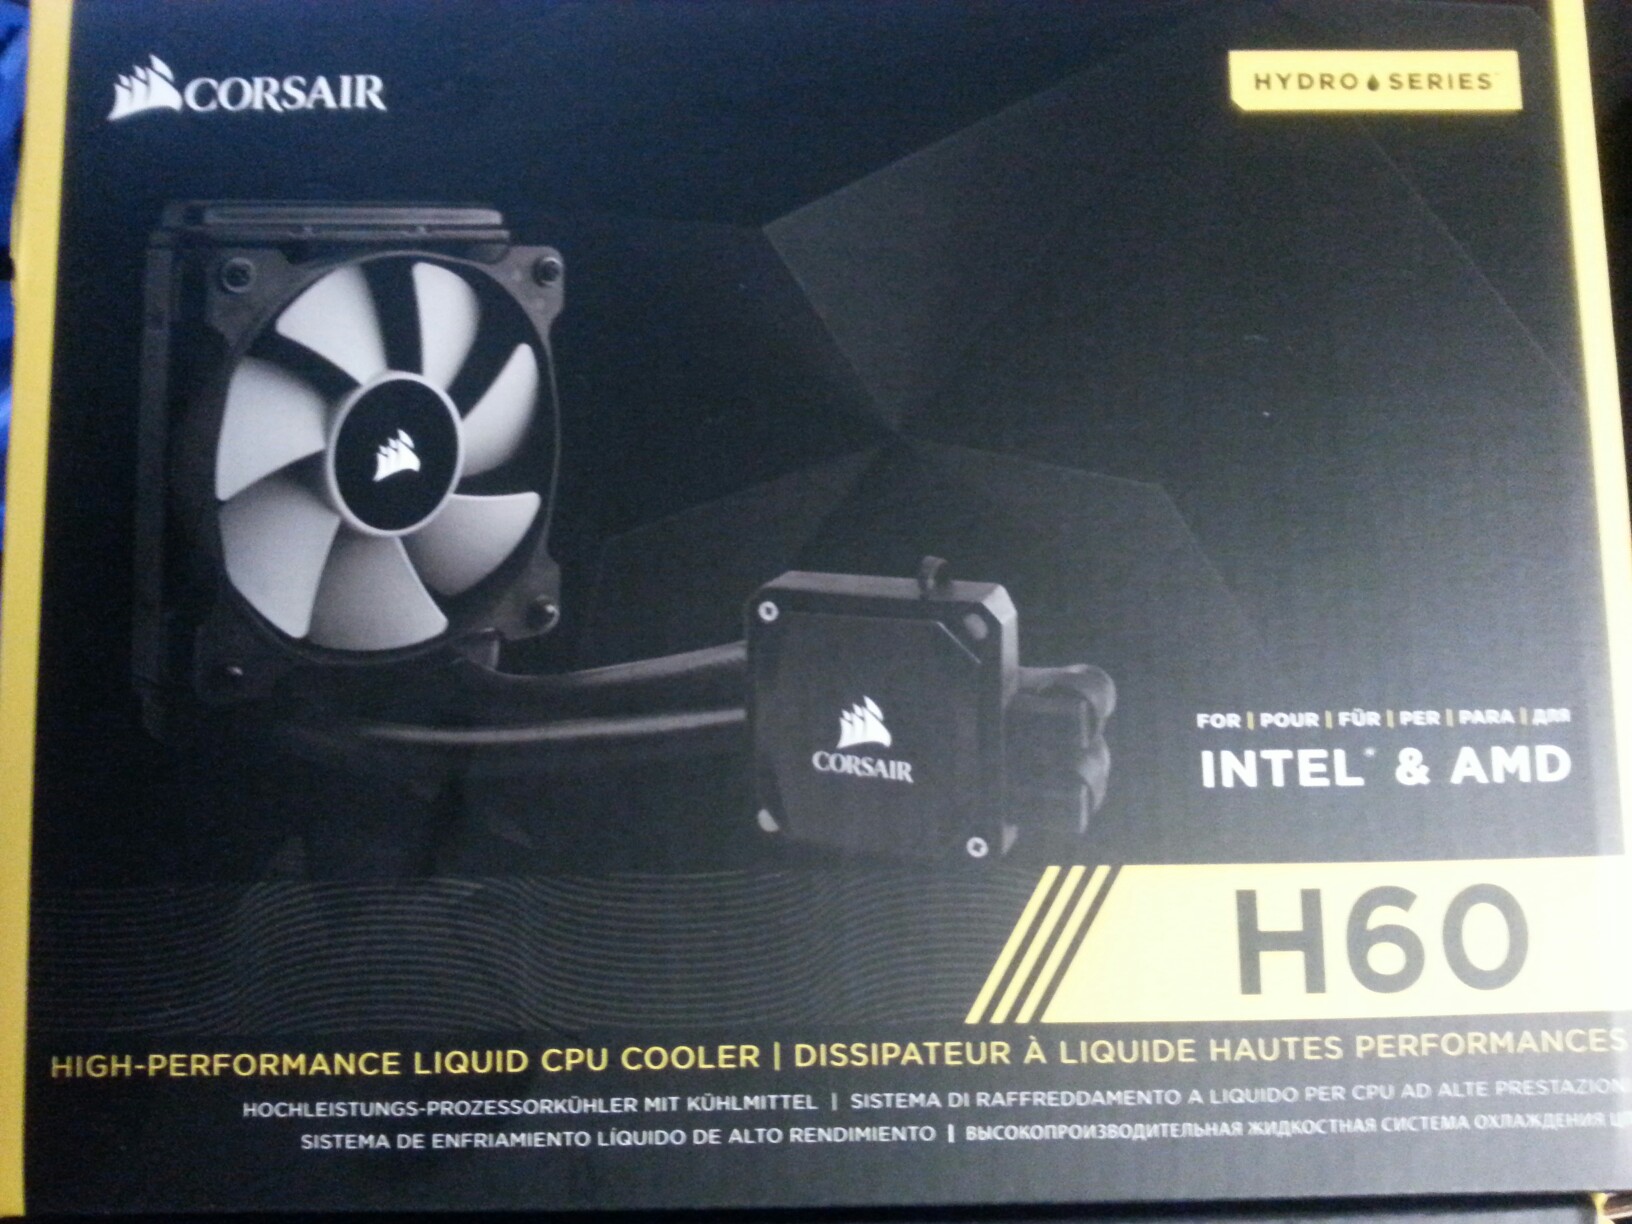 CORSAIR
HYDRO SERIES
CORSAIR
FOR | POUR | FÜR | PER | PARA | ДЛЯ
INTEL® & AMD
H60
HIGH-PERFORMANCE LIQUID CPU COOLER | DISSIPATEUR À LIQUIDE HAUTES PERFORMANCES
HOCHLEISTUNGS-PROZESSORKÜHLER MIT KÜHLMITTEL | SISTEMA DI RAFFREDDAMENTO A LIQUIDO PER CPU AD ALTE PRESTAZION
SISTEMA DE ENFRIAMIENTO LÍQUIDO DE ALTO RENDIMIENTO | ВЫСОКОПРОИЗВОДИТЕЛЬНАЯ ЖИДКОСТНАЯ СИСТЕМА ОХЛАЖДЕНИЯ